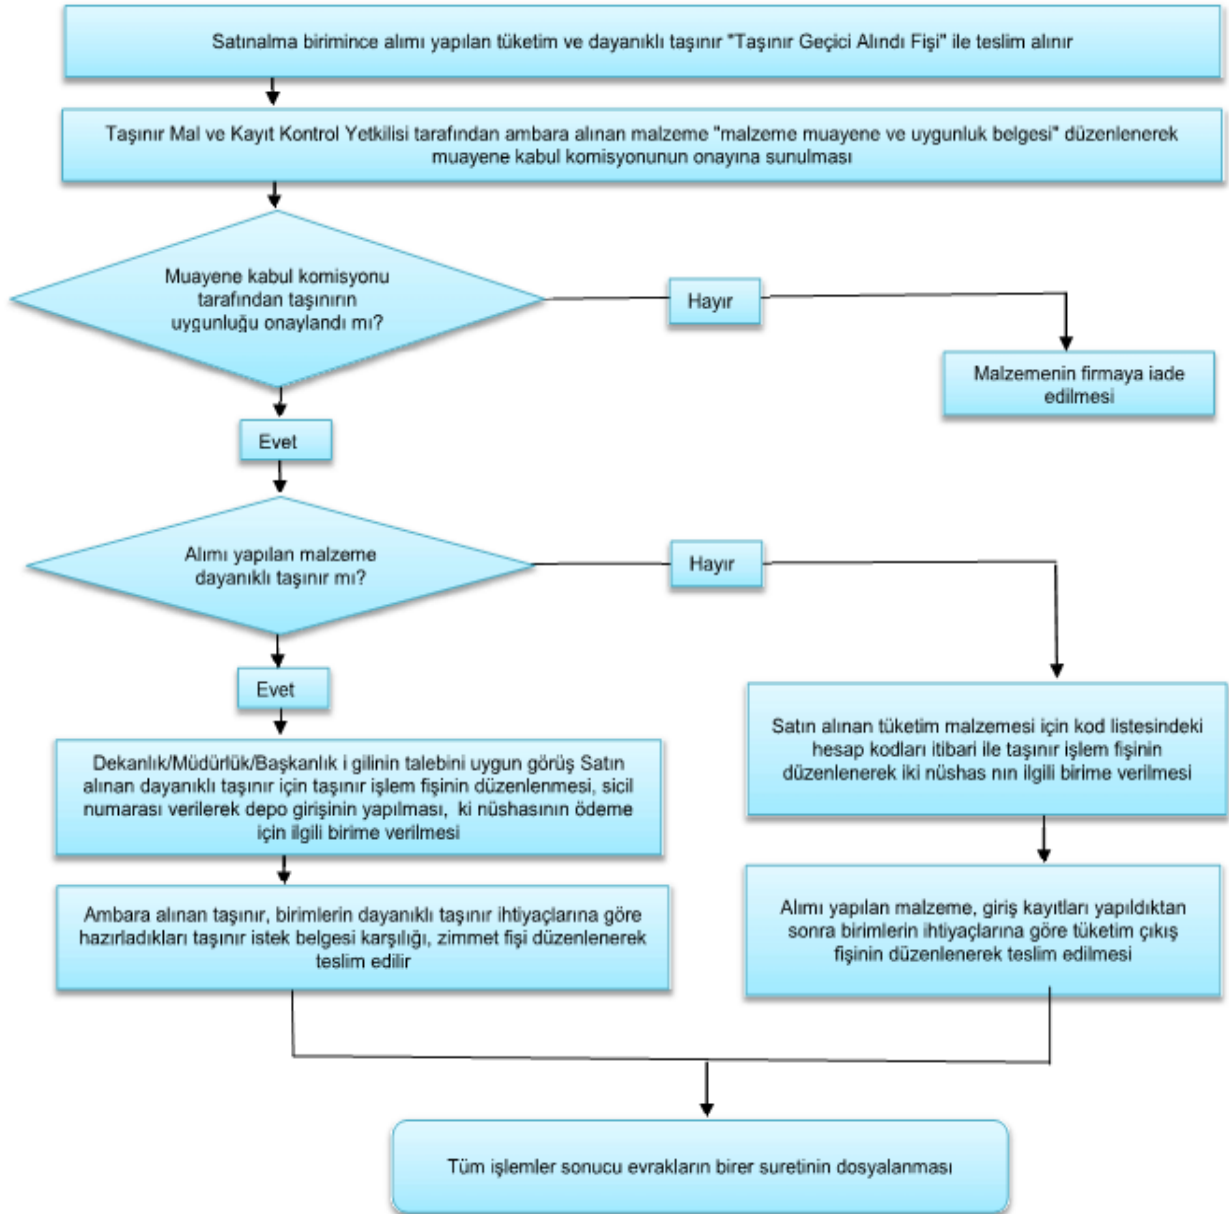 Satınalma birimince alımı yapılan tüketim ve dayanıklı taşınır "Taşınır Geçici Alındı Fişi" ile teslim alınır
Taşınır Mal ve Kayıt Kontrol Yetkilisi tarafından ambara alınan malzeme "malzeme muayene ve uygunluk belgesi" düzenlenerek
muayene kabul komisyonunun onayına sunulması
Muayene kabul komisyonu
tarafından taşınırın
uygunluğu onaylandı mı?
Hayır
Malzemenin firmaya iade
edilmesi
Evet
Alımı yapılan malzeme
dayanıklı taşınır mı?
Hayır
Evet
Dekanlık/Müdürlük/Başkanlık i gilinin talebini uygun görüş Satın
alınan dayanıklı taşınır için taşınır işlem fişinin düzenlenmesi, sicil
numarası verilerek depo girişinin yapılması, ki nüshasının ödeme
için ilgili birime verilmesi
Satın alınan tüketim malzemesi için kod listesindeki
hesap kodları itibari ile taşınır işlem fişinin
düzenlenerek iki nüshas nın ilgili birime verilmesi
Ambara alınan taşınır, birimlerin dayanıklı taşınır ihtiyaçlarına göre
hazırladıkları taşınır istek belgesi karşılığı, zimmet fişi düzenlenerek
teslim edilir
Alımı yapılan malzeme, giriş kayıtları yapıldıktan
sonra birimlerin ihtiyaçlarına göre tüketim çıkış
fişinin düzenlenerek teslim edilmesi
Tüm işlemler sonucu evrakların birer suretinin dosyalanması